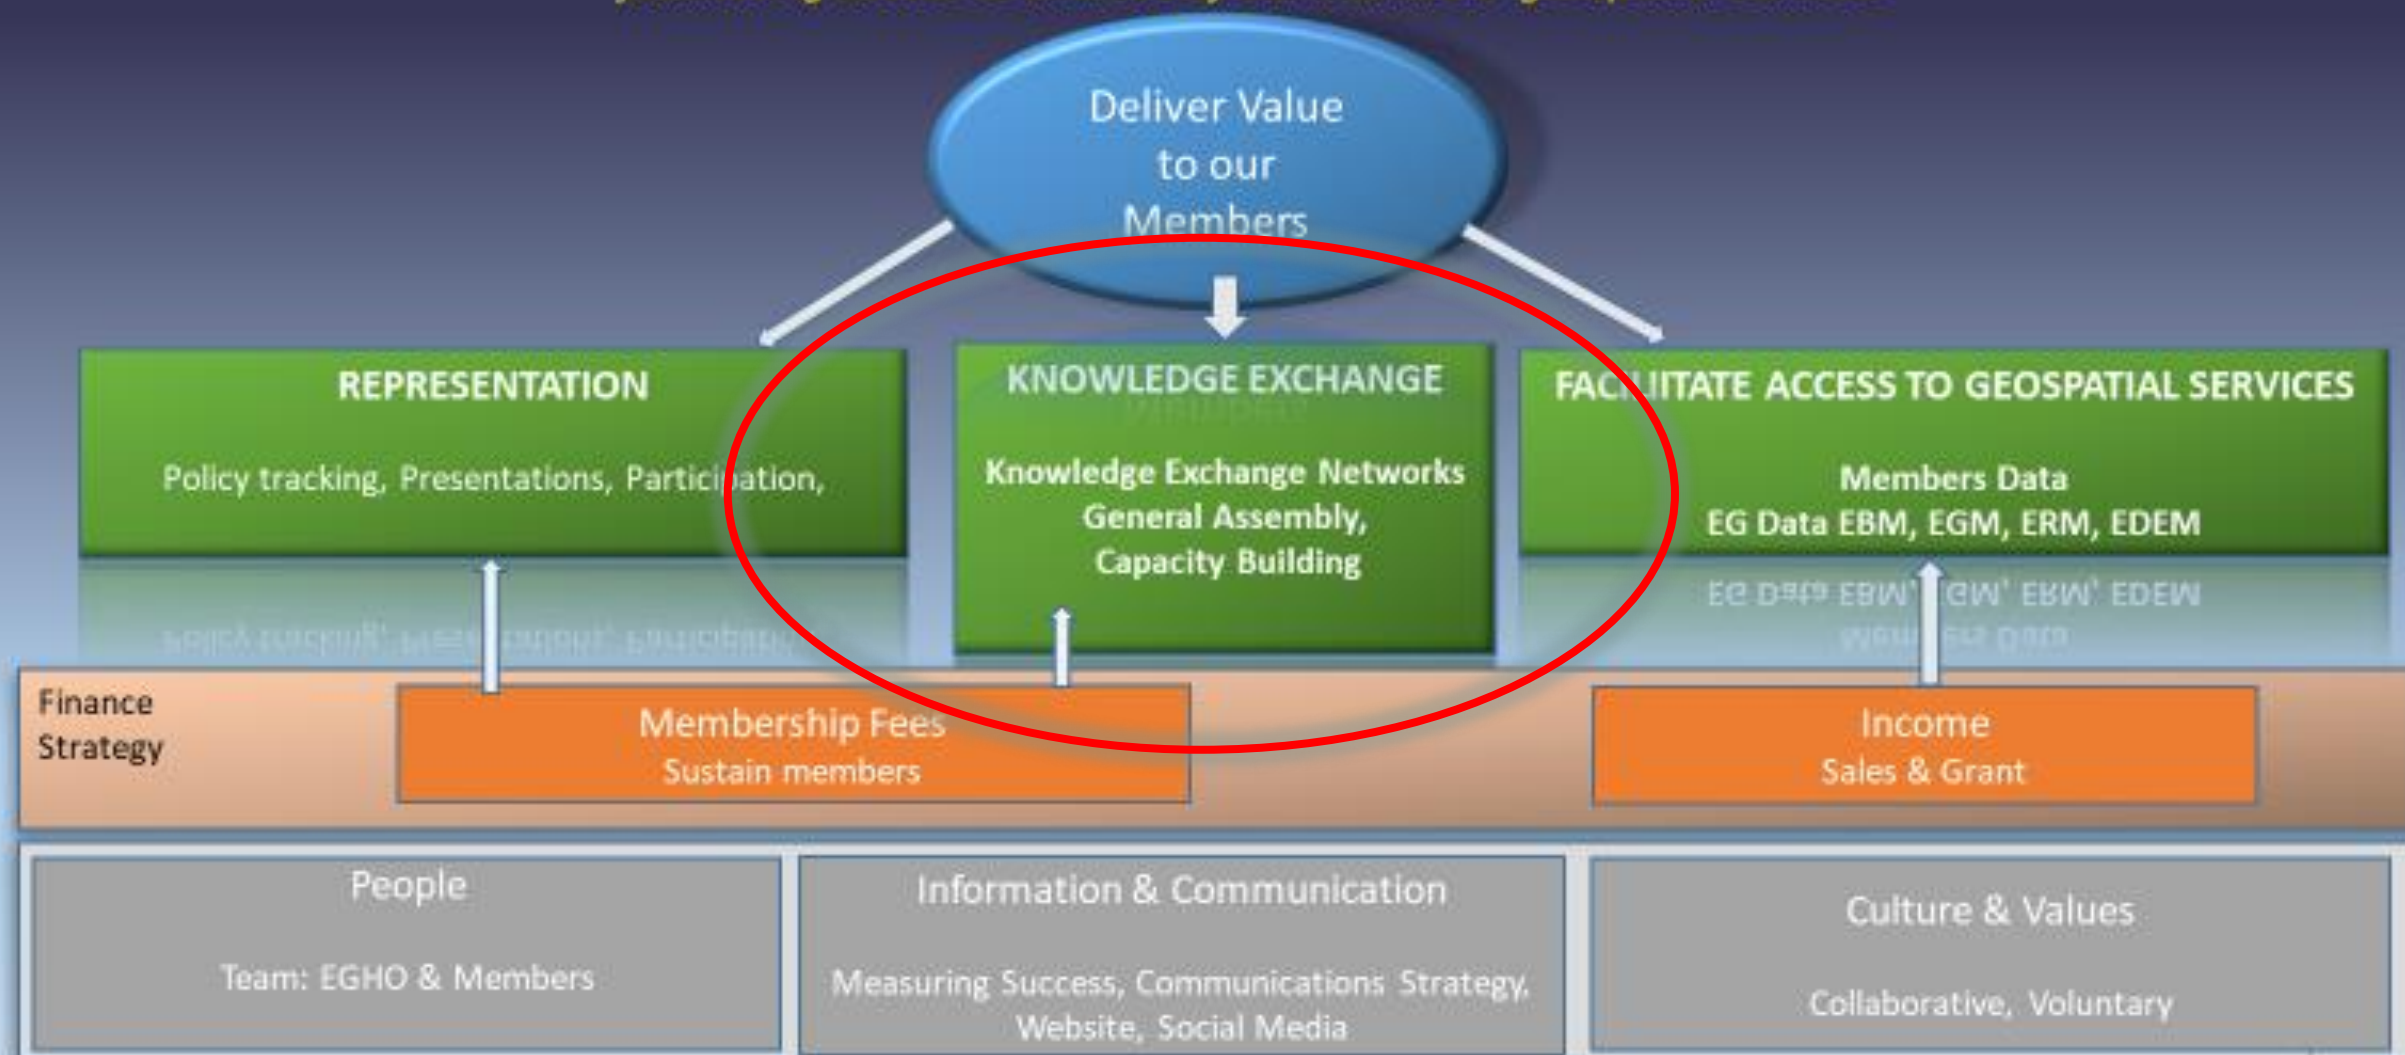 Deliver Value
to our
Members
REPRESENTATION
Policy tracking, Presentations, Participation,
KNOWLEDGE EXCHANGE
Knowledge Exchange Networks
General Assembly,
Capacity Building
FACILITATE ACCESS TO GEOSPATIAL SERVICES
Members Data
EG Data EBM, EGM, ERM, EDEM
Finance
Strategy
Membership Fees
Sustain members
Income
Sales & Grant
People
Team: EGHO & Members
Information & Communication
Measuring Success, Communications Strategy,
Website, Social Media
Culture & Values
Collaborative, Voluntary